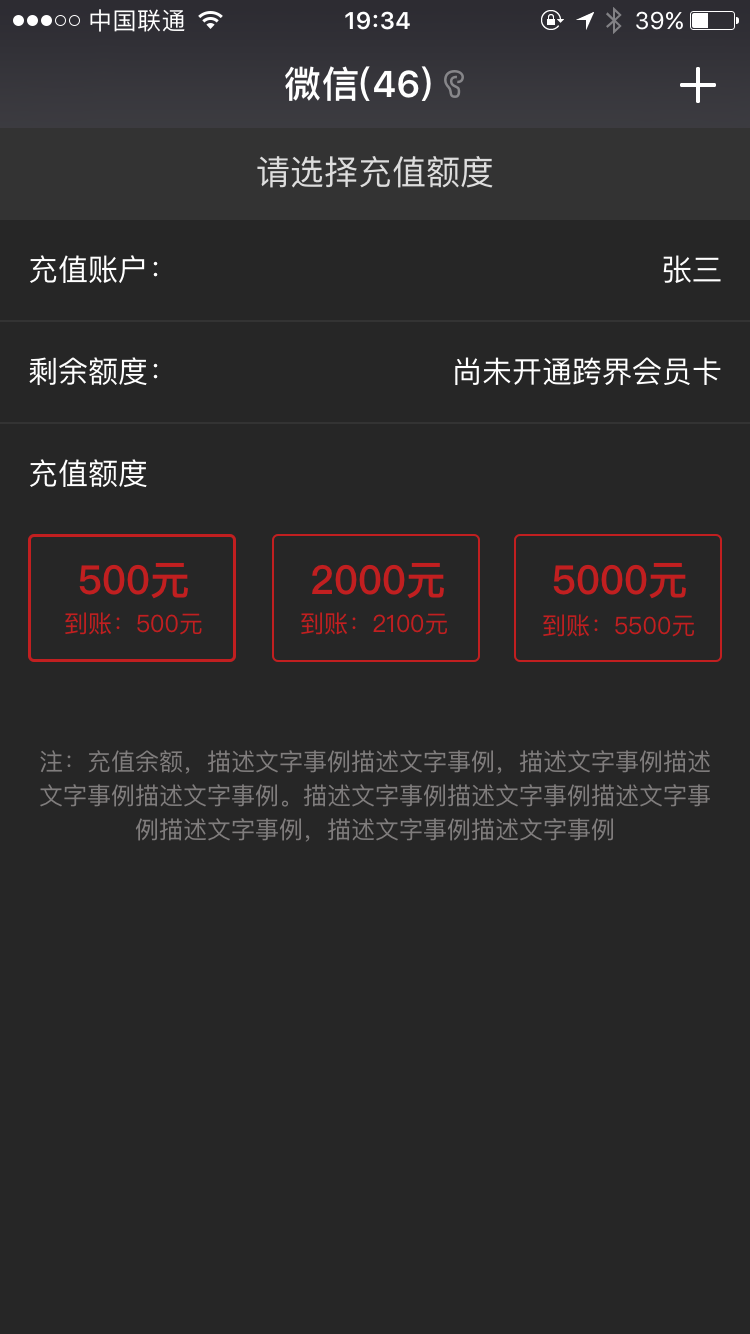 中国联通 19:34 39%
微信(46)
请选择充值额度
充值账户： 张三
剩余额度： 尚未开通跨界会员卡
充值额度
500元 2000元 5000元
到账：500元 到账：2100元 到账：5500元
注：充值余额，描述文字事例描述文字事例，描述文字事例描述
文字事例描述文字事例。描述文字事例描述文字事例描述文字事
例描述文字事例，描述文字事例描述文字事例